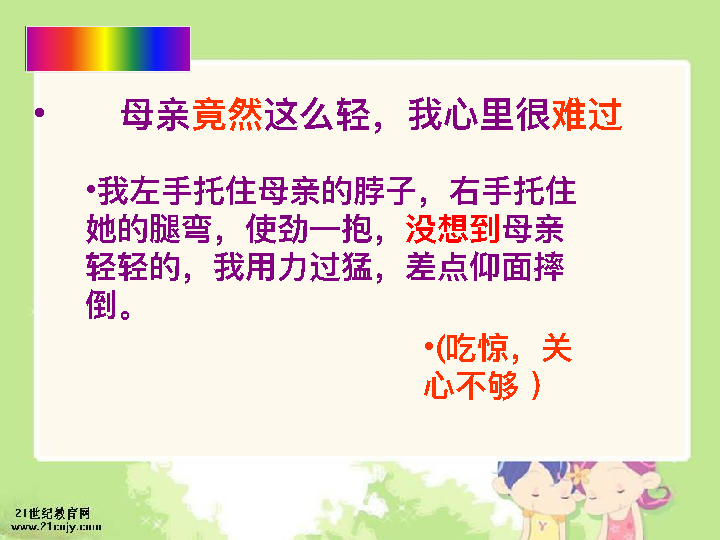 • 母亲竟然这么轻，我心里很难过
•我左手托住母亲的脖子，右手托住
她的腿弯，使劲一抱，没想到母亲
轻轻的，我用力过猛，差点仰面摔
倒。
•(吃惊，关
心不够 )
21世纪教育网
www.21cnjy.com